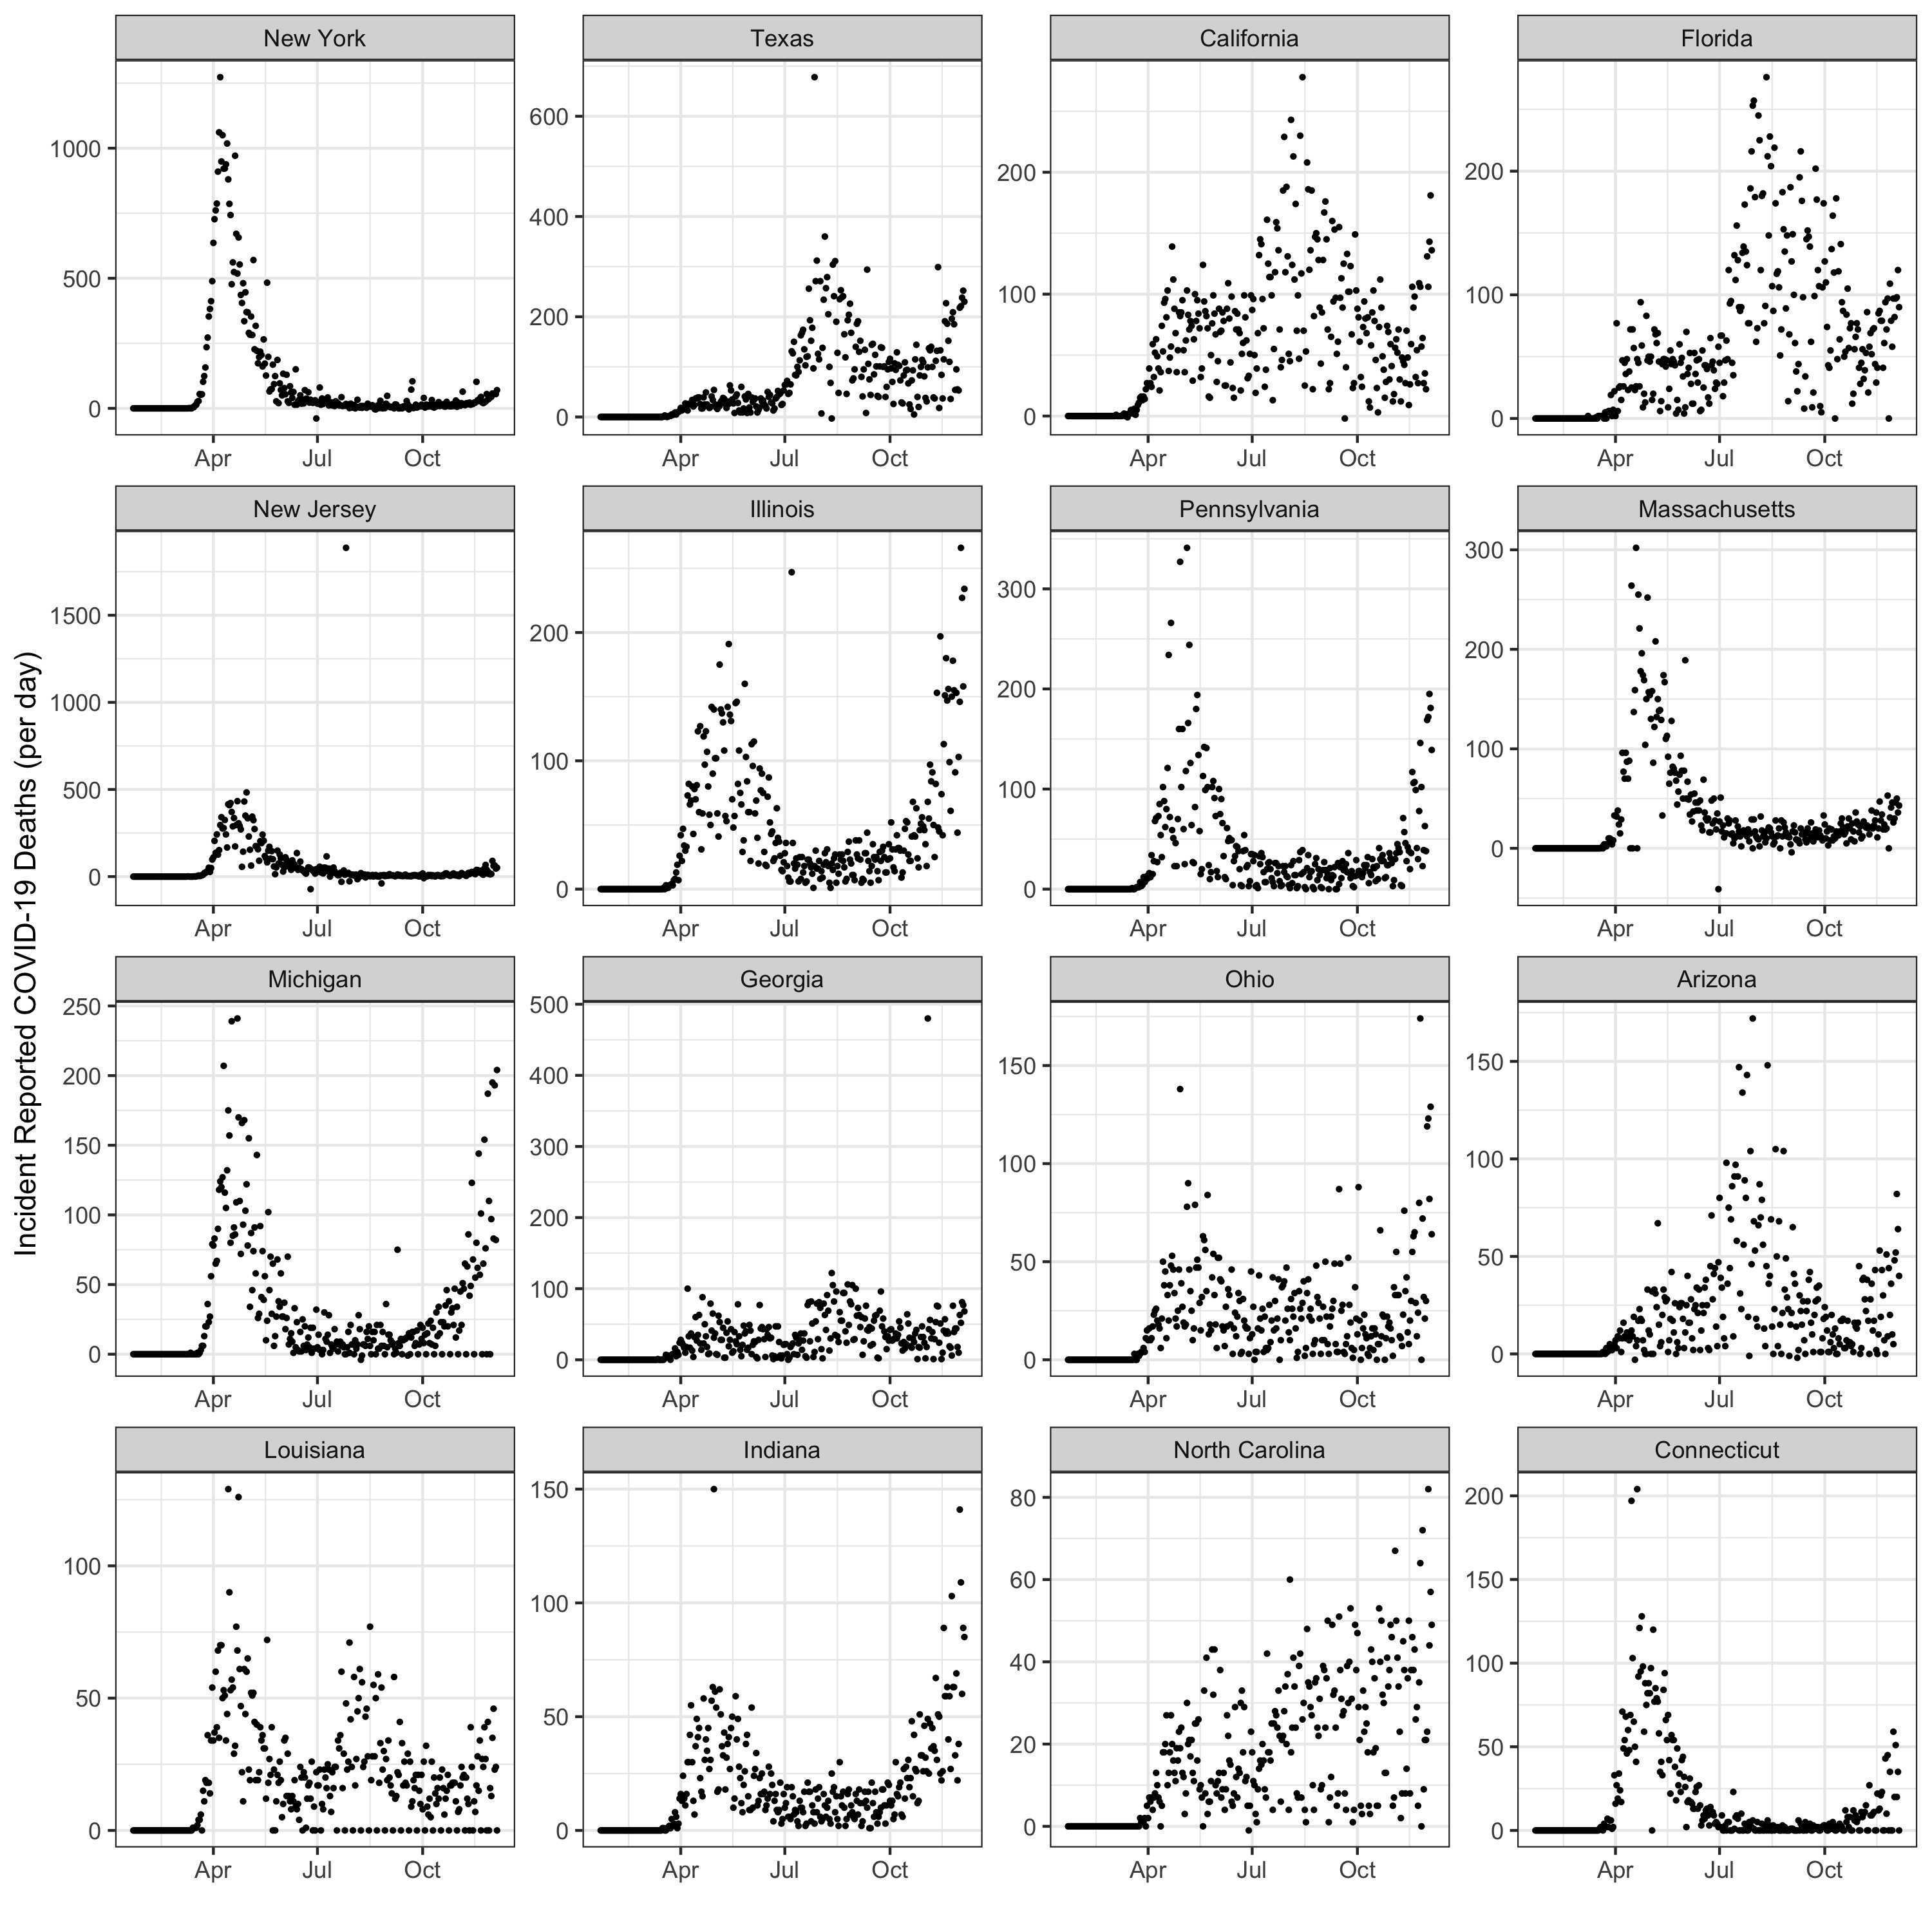 Incident Reported COVID-19 Deaths (per day)
New York
1000
500
0
Apr Jul Oct
Texas
600
400
200
0
Apr Jul Oct
California
200
100
0
Apr Jul Oct
Florida
200
100
0
Apr Jul Oct
New Jersey
1500
1000
500
0
Apr Jul Oct
Illinois
200
100
0
Apr Jul Oct
Pennsylvania
300
200
100
0
Apr Jul Oct
Massachusetts
300
200
100
0
Apr Jul Oct
Michigan
250
200
150
100
50
0
Apr Jul Oct
Georgia
500
400
300
200
100
0
Apr Jul Oct
Ohio
150
100
50
0
Apr Jul Oct
Arizona
150
100
50
0
Apr Jul Oct
Louisiana
100
50
0
Apr Jul Oct
Indiana
150
100
50
0
Apr Jul Oct
North Carolina
80
60
40
20
0
Apr Jul Oct
Connecticut
200
150
100
50
0
Apr Jul Oct